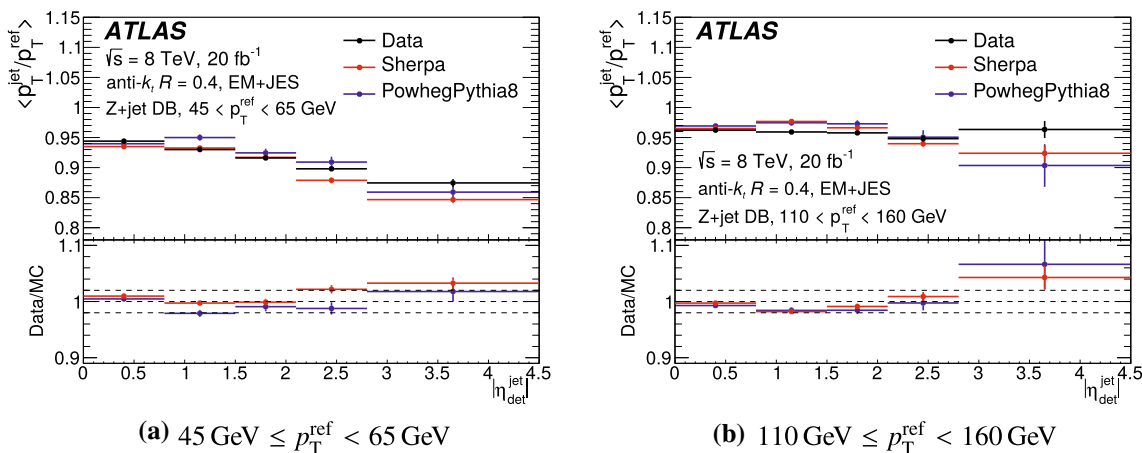 <p_T^jet/p_T^ref>
1.15
1.1
1.05
1
0.95
0.9
0.85
0.8
ATLAS
√s = 8 TeV, 20 fb⁻¹
anti-k_t R = 0.4, EM+JES
Z+jet DB, 45 < p_T^ref < 65 GeV
Data
Sherpa
PowhegPythia8
Data/MC
1.1
1
0.9
0 0.5 1 1.5 2 2.5 3 3.5 4 4.5
|η_det^jet|
(a) 45 GeV ≤ p_T^ref < 65 GeV
<p_T^jet/p_T^ref>
1.15
1.1
1.05
1
0.95
0.9
0.85
0.8
ATLAS
Data
Sherpa
PowhegPythia8
√s = 8 TeV, 20 fb⁻¹
anti-k_t R = 0.4, EM+JES
Z+jet DB, 110 < p_T^ref < 160 GeV
Data/MC
1.1
1
0.9
0 0.5 1 1.5 2 2.5 3 3.5 4 4.5
|η_det^jet|
(b) 110 GeV ≤ p_T^ref < 160 GeV